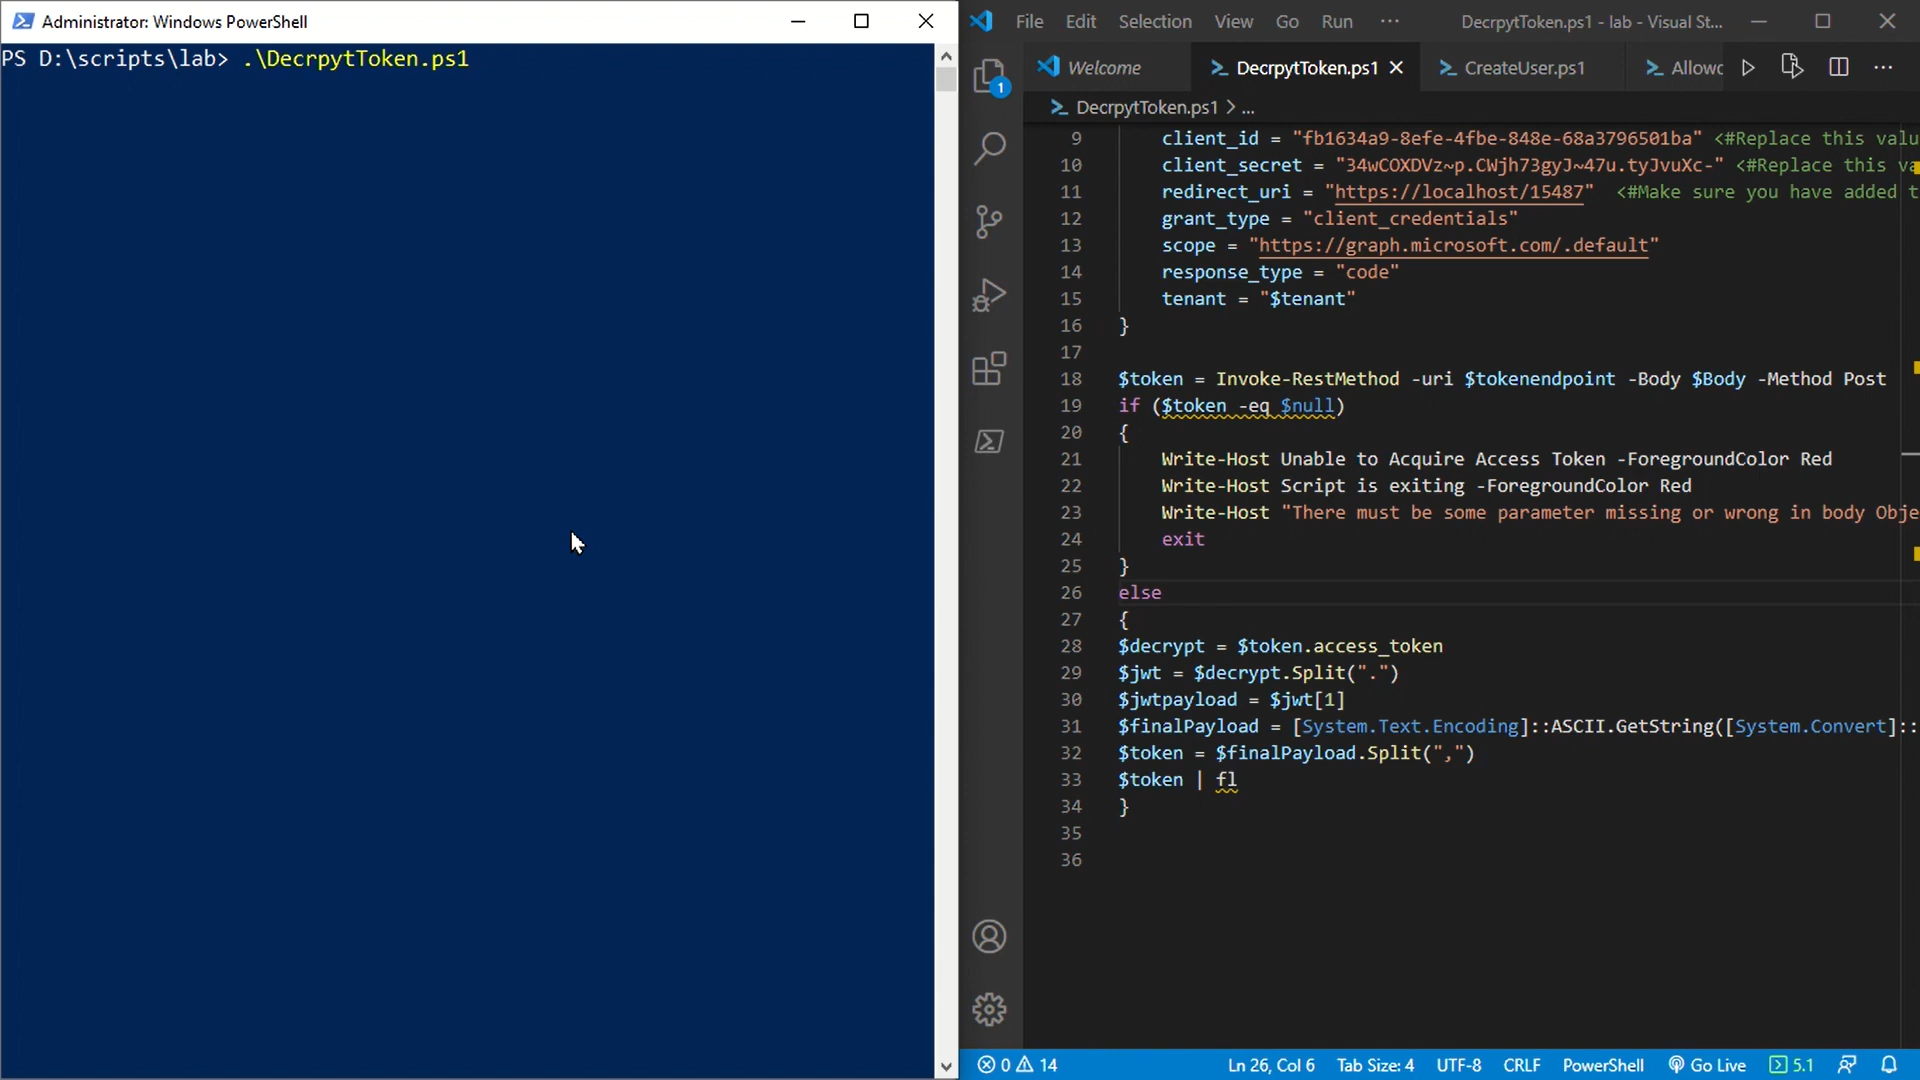 Administrator: Windows PowerShell
PS D:\scripts\lab> .\DecrpytToken.ps1
File Edit Selection View Go Run ··· DecrpytToken.ps1 - lab - Visual St...
Welcome DecrpytToken.ps1 CreateUser.ps1 Allowc
DecrpytToken.ps1 > ...
1
9 client_id = "fb1634a9-8efe-4fbe-848e-68a3796501ba" <#Replace this valu
10 client_secret = "34wCOXDVz~p.CWjh73gyJ~47u.tyJvuXc-" <#Replace this va
11 redirect_uri = "https://localhost/15487" <#Make sure you have added t
12 grant_type = "client_credentials"
13 scope = "https://graph.microsoft.com/.default"
14 response_type = "code"
15 tenant = "$tenant"
16 }
17
18 $token = Invoke-RestMethod -uri $tokenendpoint -Body $Body -Method Post
19 if ($token -eq $null)
20 {
21 Write-Host Unable to Acquire Access Token -ForegroundColor Red
22 Write-Host Script is exiting -ForegroundColor Red
23 Write-Host "There must be some parameter missing or wrong in body Obje
24 exit
25 }
26 else
27 {
28 $decrypt = $token.access_token
29 $jwt = $decrypt.Split(".")
30 $jwtpayload = $jwt[1]
31 $finalPayload = [System.Text.Encoding]::ASCII.GetString([System.Convert]::
32 $token = $finalPayload.Split(",")
33 $token | fl
34 }
35
36
0 14 Ln 26, Col 6 Tab Size: 4 UTF-8 CRLF PowerShell Go Live 5.1